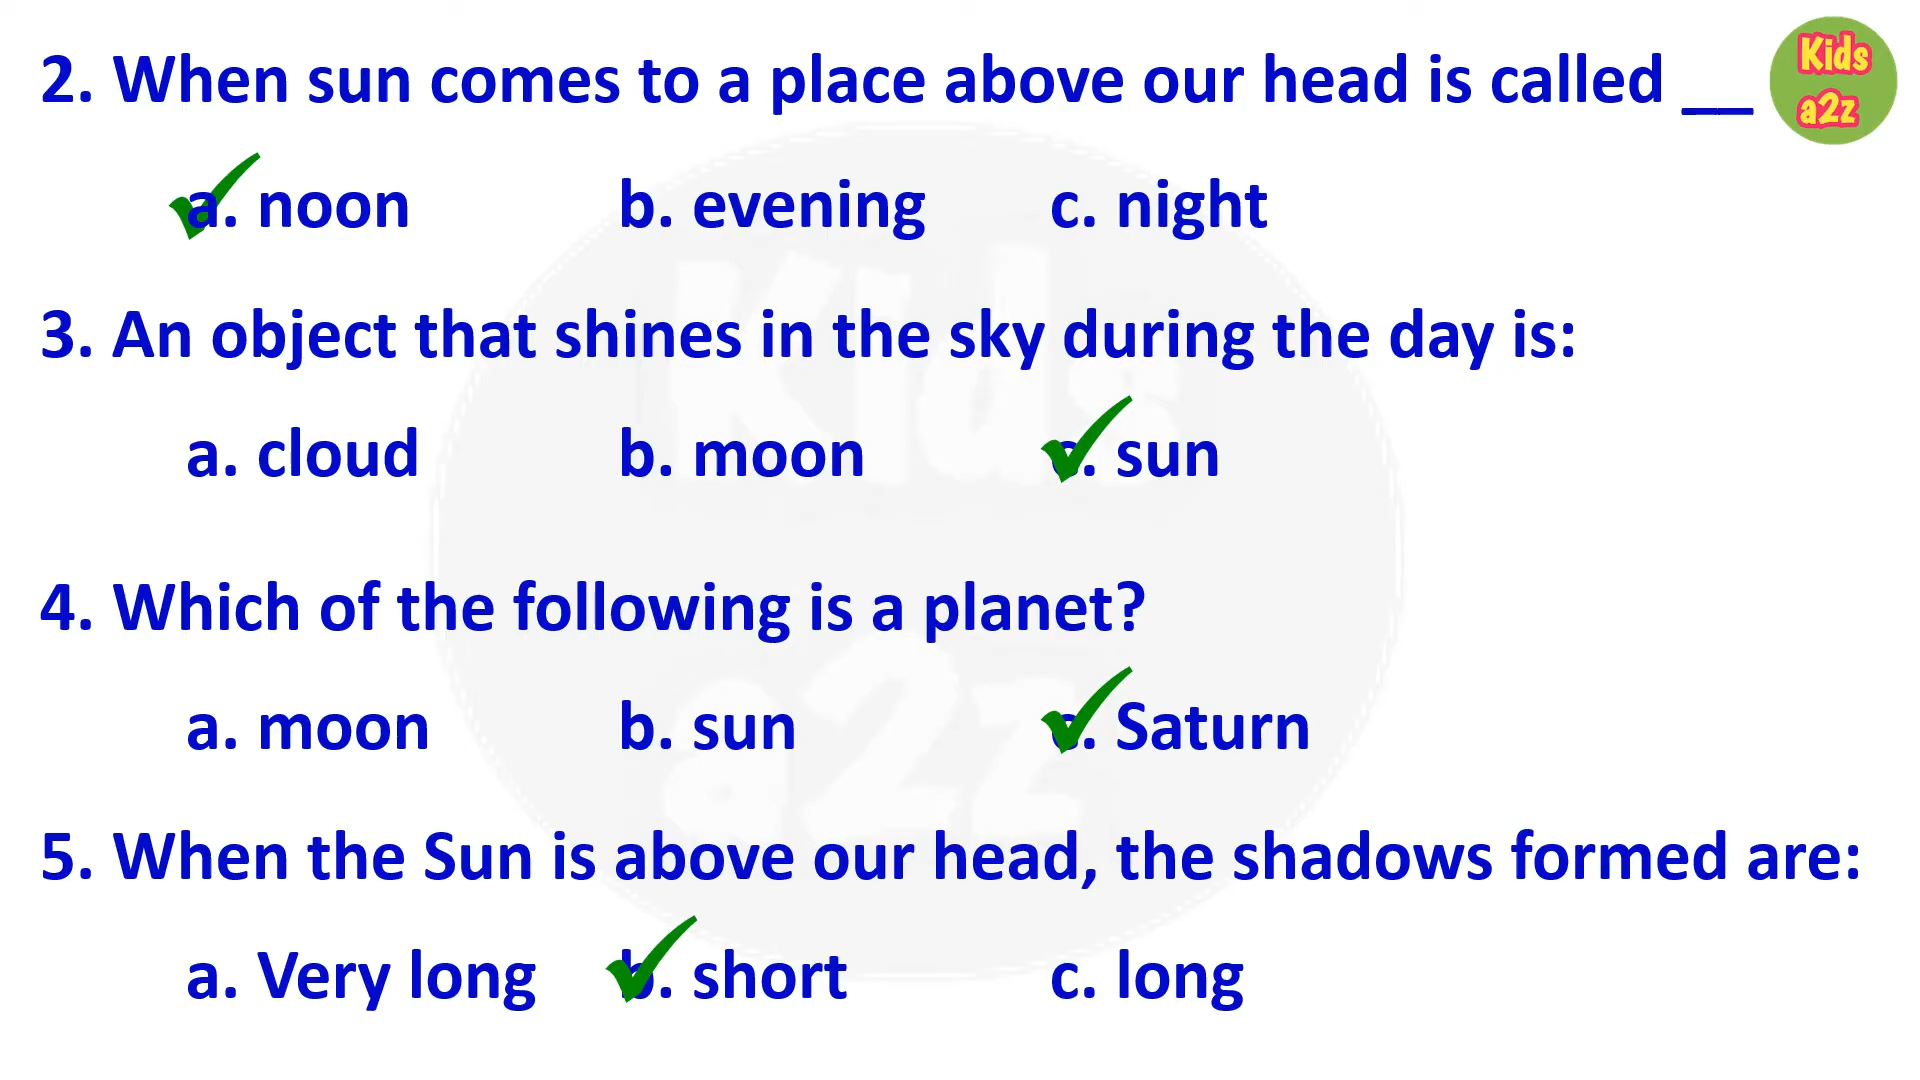 2. When sun comes to a place above our head is called __
Kids
a2z
a. noon b. evening c. night
3. An object that shines in the sky during the day is:
a. cloud b. moon c. sun
4. Which of the following is a planet?
a. moon b. sun c. Saturn
5. When the Sun is above our head, the shadows formed are:
a. Very long b. short c. long
Kids
a2z